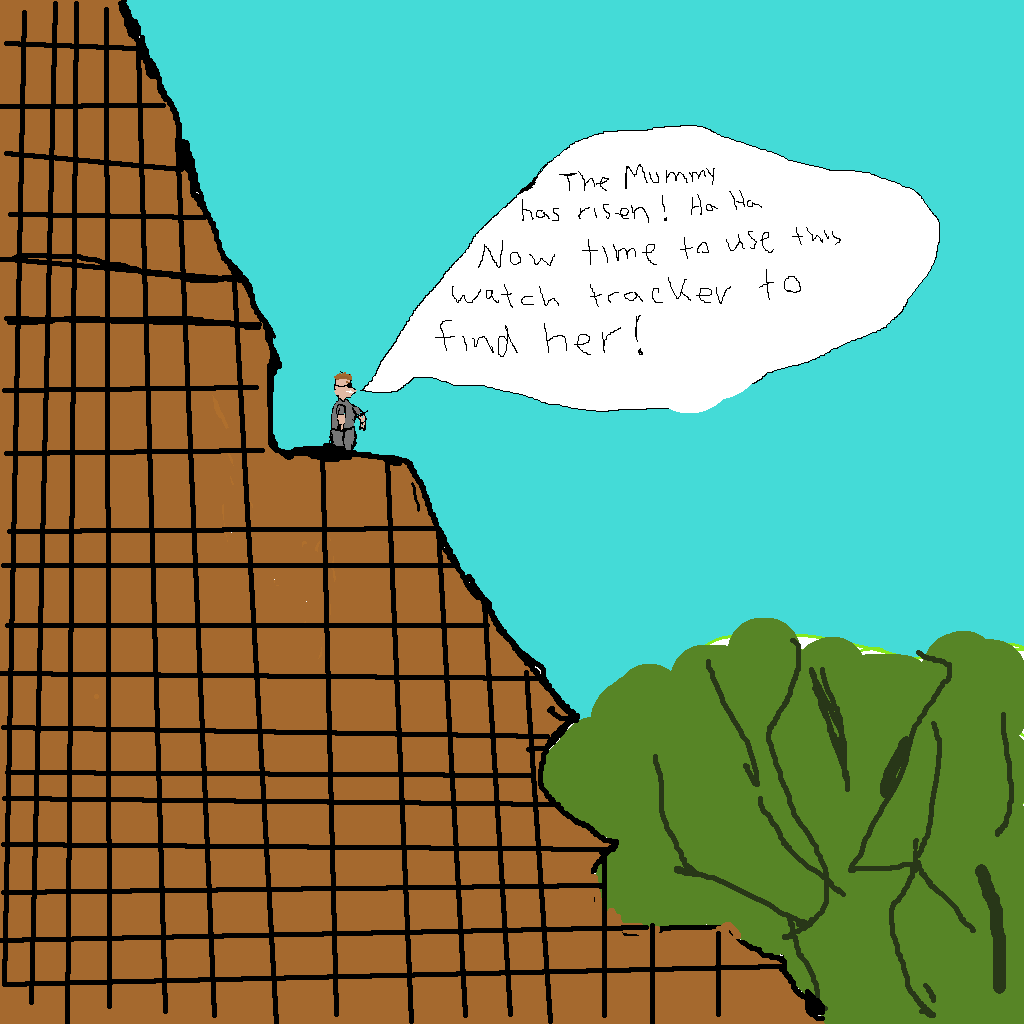 The Mummy
has risen! Ha Ha
Now time to use this
watch tracker to
find her!